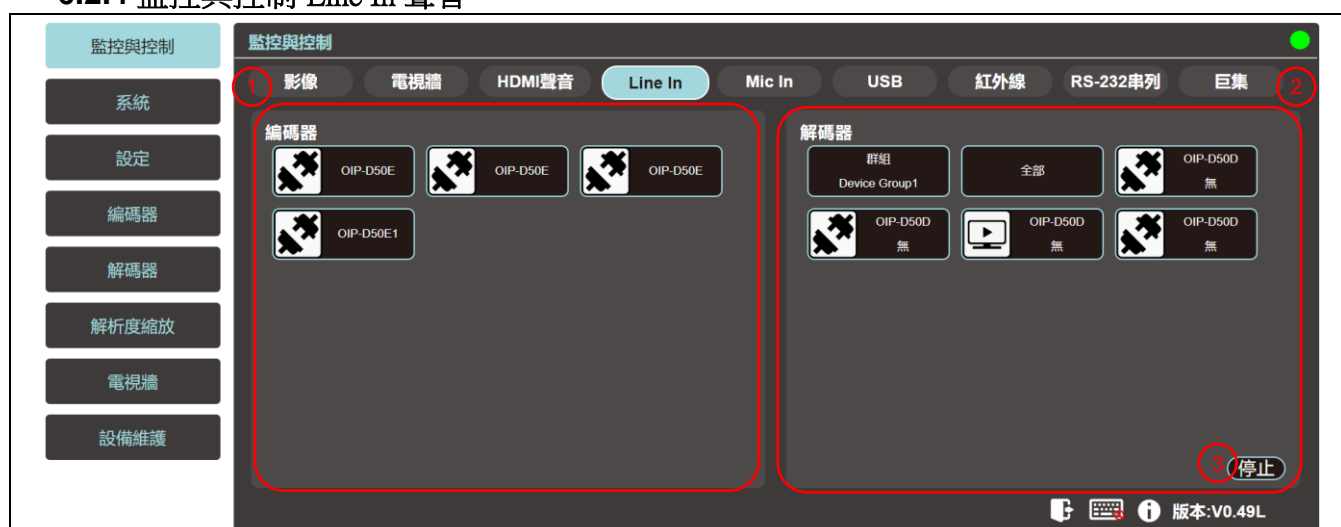 監控與控制 Line In 聲音
監控與控制
系統
設定
編碼器
解碼器
解析度縮放
電視牆
設備維護
監控與控制
1
影像
電視牆
HDMI聲音
Line In
Mic In
USB
紅外線
RS-232串列
巨集
2
編碼器
OIP-D50E
OIP-D50E
OIP-D50E
OIP-D50E1
解碼器
群組
Device Group1
全部
OIP-D50D
無
OIP-D50D
無
OIP-D50D
無
OIP-D50D
無
3
停止
版本:V0.49L